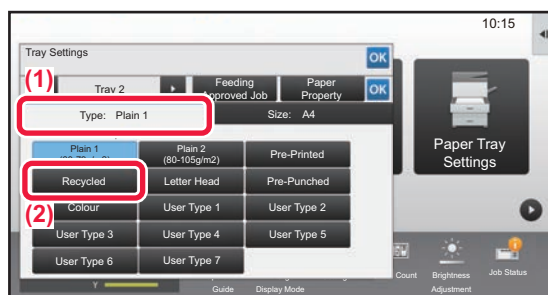 10:15
Tray Settings
OK
(1)
Tray 2
Feeding
Approved Job
Paper
Property
OK
Type: Plain 1
Size: A4
Plain 1
Plain 2
(80-105g/m2)
Pre-Printed
Recycled
Letter Head
Pre-Punched
(2)
Colour
User Type 1
User Type 2
User Type 3
User Type 4
User Type 5
User Type 6
User Type 7
Paper Tray
Settings
Y
Guide
Display Mode
Count
Brightness
Adjustment
Job Status